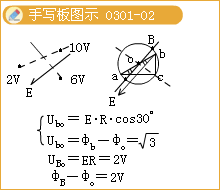 手写板图示 0301-02
10V
2V
6V
E
B
b
o
a
c
E
U_bo = E·R·cos30°
U_bo = Φ_b − Φ_o = √3
U_Bo = ER = 2V
Φ_B − Φ_o = 2V